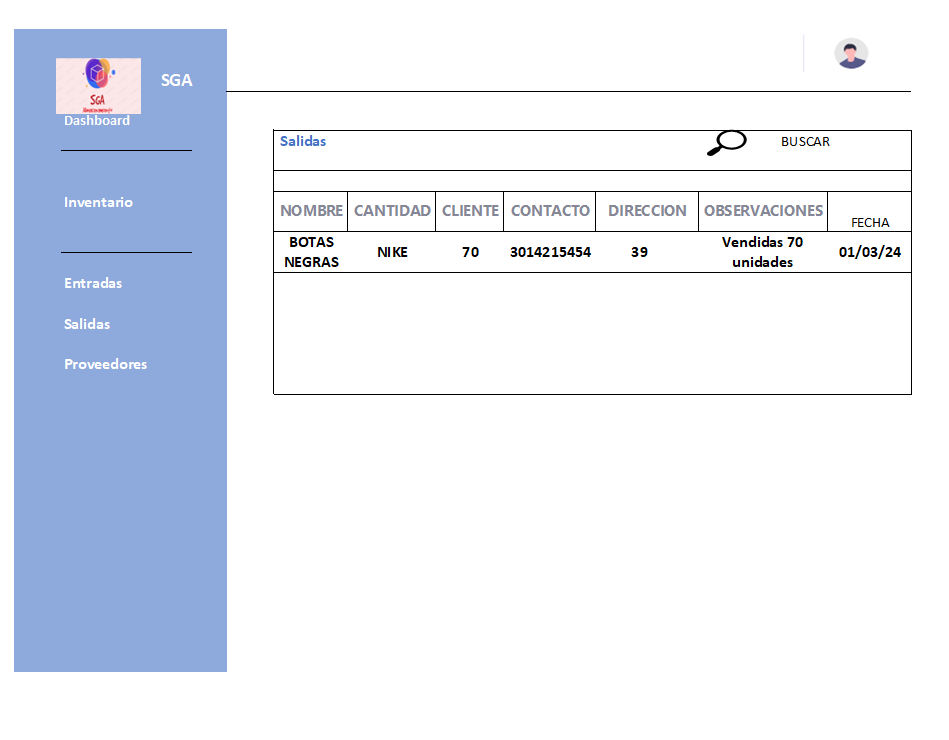 SGA
SGA
Dashboard
Inventario
Entradas
Salidas
Proveedores
Salidas BUSCAR
NOMBRE CANTIDAD CLIENTE CONTACTO DIRECCION OBSERVACIONES FECHA
BOTAS NEGRAS NIKE 70 3014215454 39 Vendidas 70 unidades 01/03/24